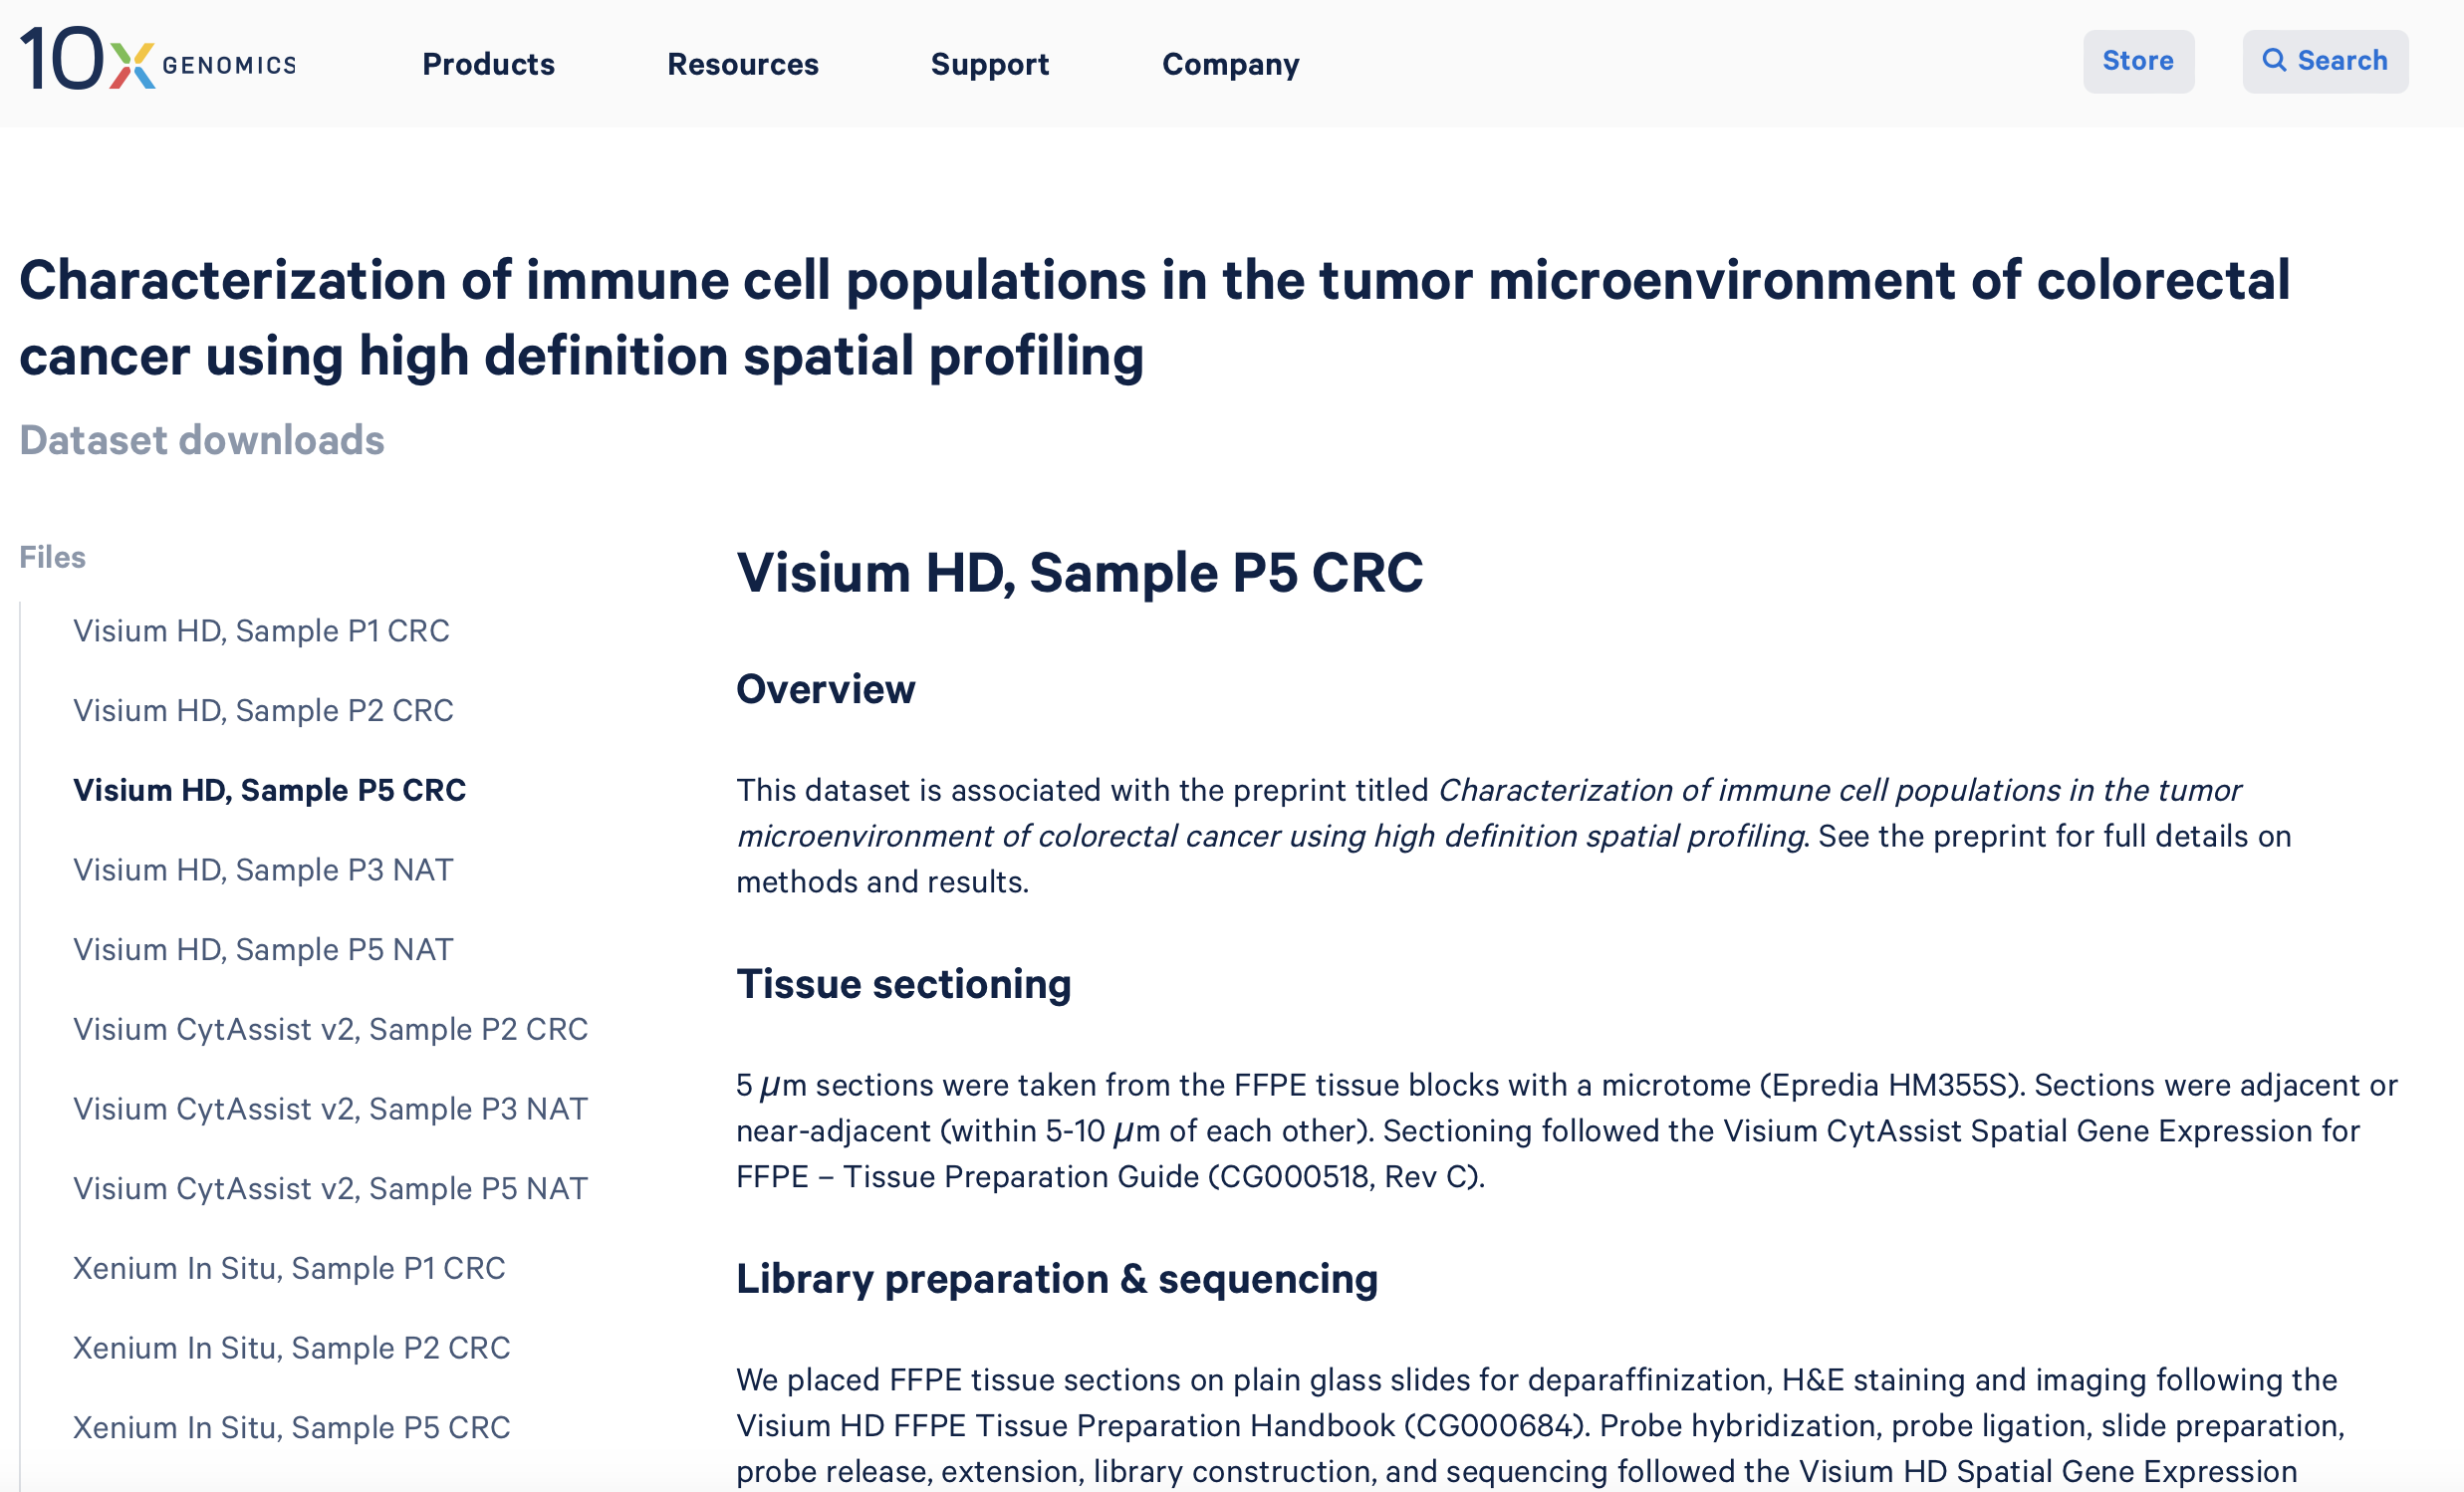 10x GENOMICS
Products
Resources
Support
Company
Store
Search
Characterization of immune cell populations in the tumor microenvironment of colorectal
cancer using high definition spatial profiling
Dataset downloads
Files
Visium HD, Sample P1 CRC
Visium HD, Sample P2 CRC
Visium HD, Sample P5 CRC
Visium HD, Sample P3 NAT
Visium HD, Sample P5 NAT
Visium CytAssist v2, Sample P2 CRC
Visium CytAssist v2, Sample P3 NAT
Visium CytAssist v2, Sample P5 NAT
Xenium In Situ, Sample P1 CRC
Xenium In Situ, Sample P2 CRC
Xenium In Situ, Sample P5 CRC
Visium HD, Sample P5 CRC
Overview
This dataset is associated with the preprint titled Characterization of immune cell populations in the tumor
microenvironment of colorectal cancer using high definition spatial profiling. See the preprint for full details on
methods and results.
Tissue sectioning
5 μm sections were taken from the FFPE tissue blocks with a microtome (Epredia HM355S). Sections were adjacent or
near-adjacent (within 5-10 μm of each other). Sectioning followed the Visium CytAssist Spatial Gene Expression for
FFPE – Tissue Preparation Guide (CG000518, Rev C).
Library preparation & sequencing
We placed FFPE tissue sections on plain glass slides for deparaffinization, H&E staining and imaging following the
Visium HD FFPE Tissue Preparation Handbook (CG000684). Probe hybridization, probe ligation, slide preparation,
probe release, extension, library construction, and sequencing followed the Visium HD Spatial Gene Expression